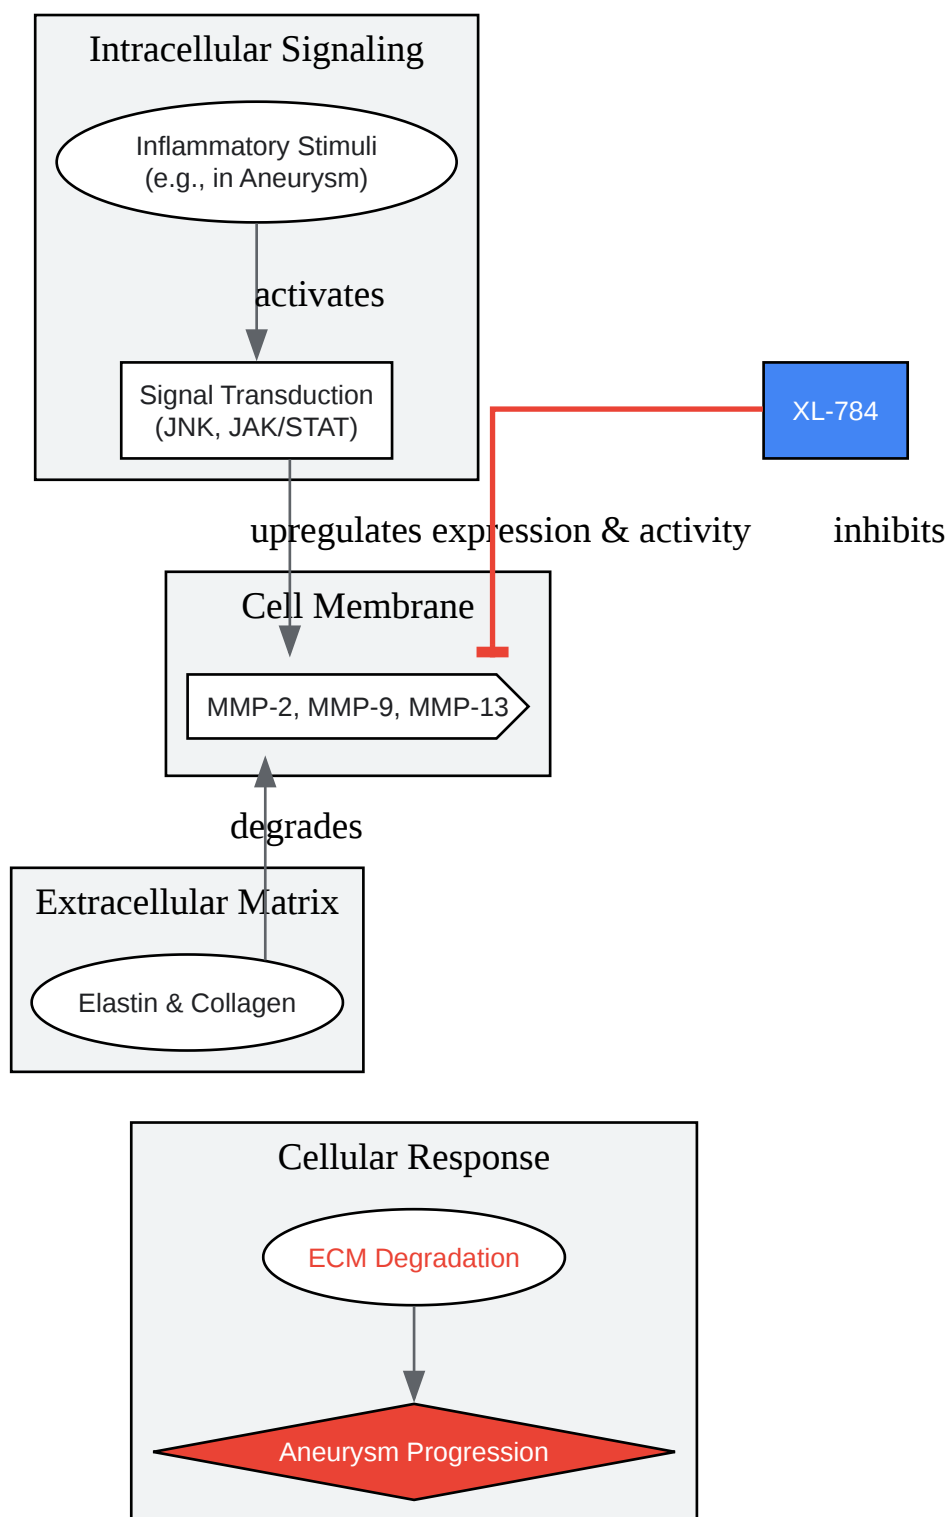 Intracellular Signaling
Inflammatory Stimuli
(e.g., in Aneurysm)
activates
Signal Transduction
(JNK, JAK/STAT)
XL-784
upregulates expression & activity
inhibits
Cell Membrane
MMP-2, MMP-9, MMP-13
degrades
Extracellular Matrix
Elastin & Collagen
Cellular Response
ECM Degradation
Aneurysm Progression